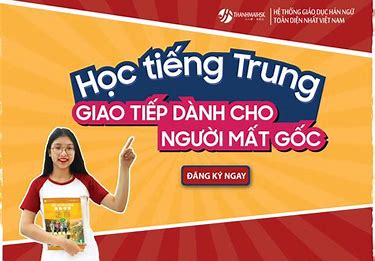 THANHMAIHSK
HỆ THỐNG GIÁO DỤC HÁN NGỮ
TOÀN DIỆN NHẤT VIỆT NAM
Học tiếng Trung
GIAO TIẾP DÀNH CHO
NGƯỜI MẤT GỐC
ĐĂNG KÝ NGAY